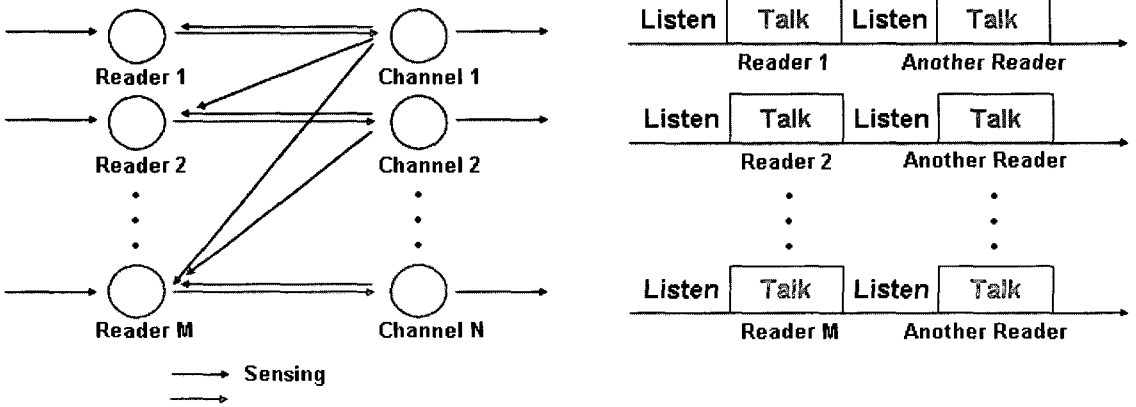 Listen Talk Listen Talk
Reader 1 Channel 1 Reader 1 Another Reader
Listen Talk Listen Talk
Reader 2 Channel 2 Reader 2 Another Reader
Listen Talk Listen Talk
Reader M Channel N Reader M Another Reader
Sensing